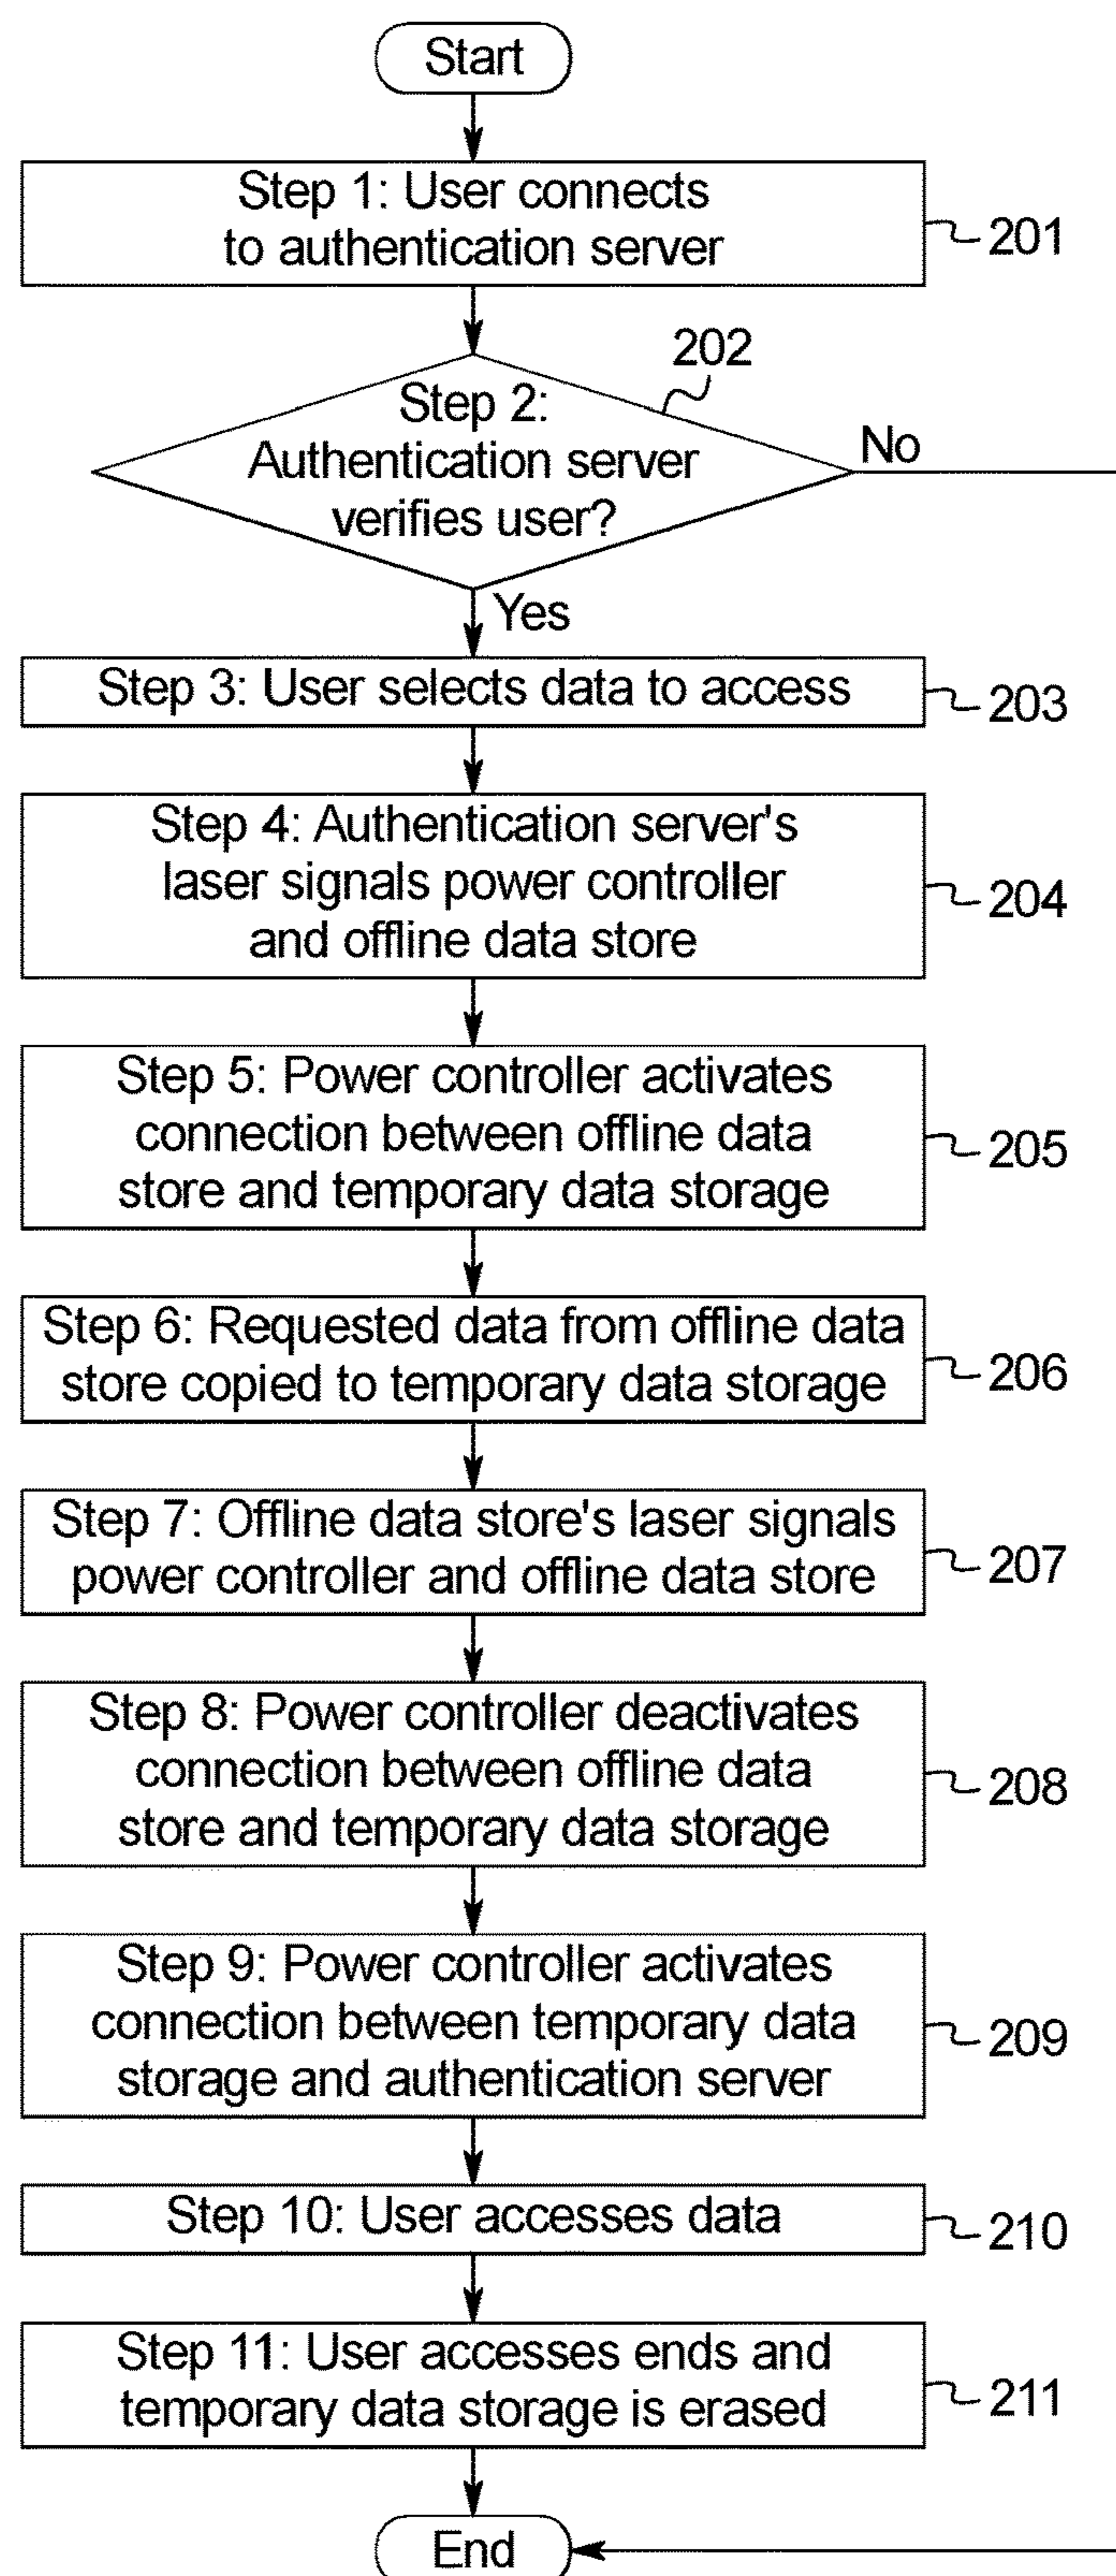 Start
Step 1: User connects
to authentication server
201
202
Step 2:
Authentication server
verifies user?
No
Yes
Step 3: User selects data to access
203
Step 4: Authentication server's
laser signals power controller
and offline data store
204
Step 5: Power controller activates
connection between offline data
store and temporary data storage
205
Step 6: Requested data from offline data
store copied to temporary data storage
206
Step 7: Offline data store's laser signals
power controller and offline data store
207
Step 8: Power controller deactivates
connection between offline data
store and temporary data storage
208
Step 9: Power controller activates
connection between temporary data
storage and authentication server
209
Step 10: User accesses data
210
Step 11: User accesses ends and
temporary data storage is erased
211
End